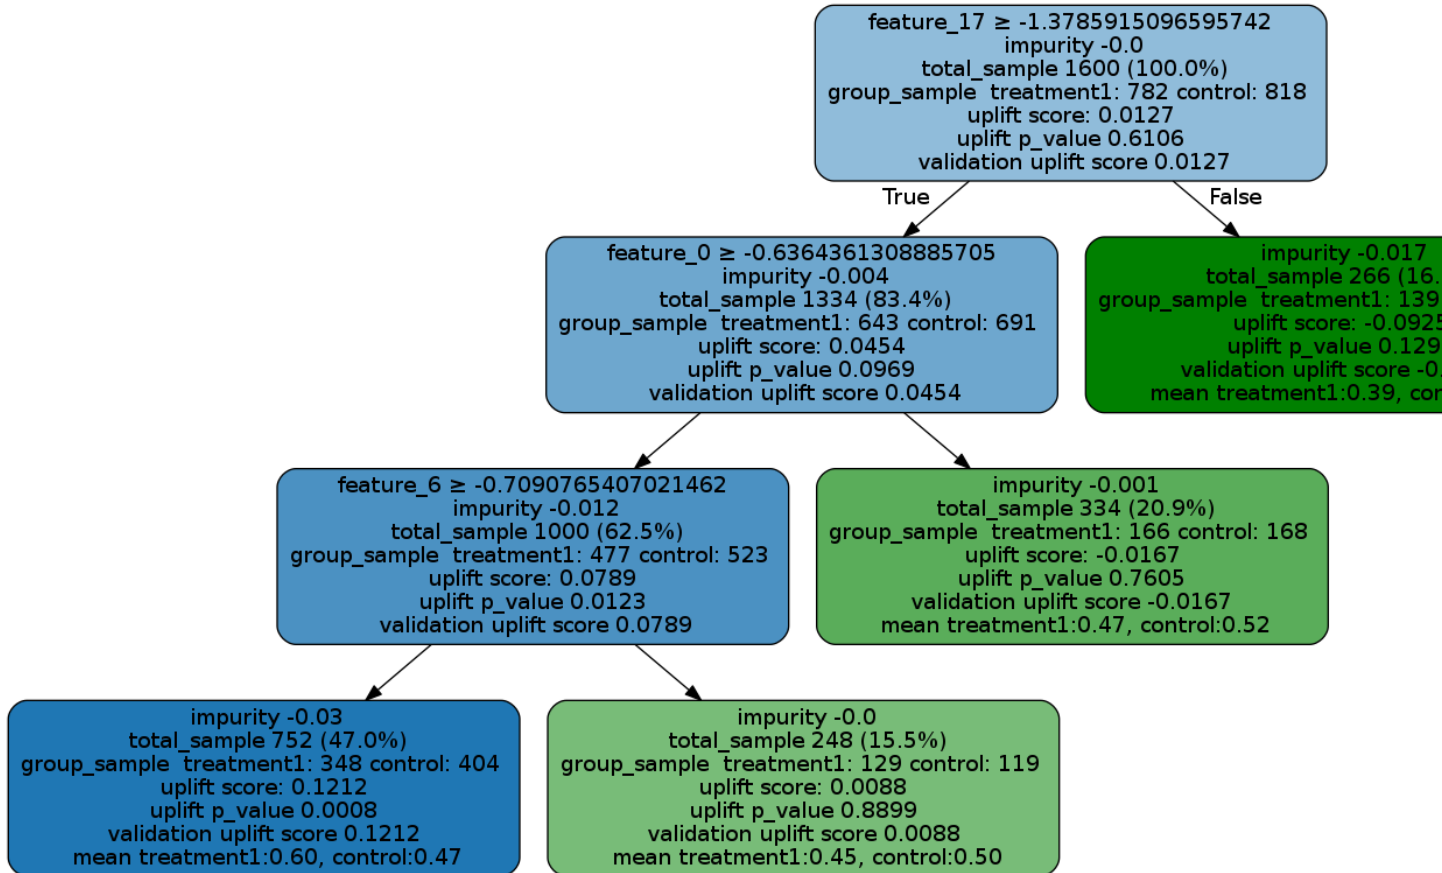 feature_17 ≥ -1.3785915096595742
impurity -0.0
total_sample 1600 (100.0%)
group_sample  treatment1: 782 control: 818
uplift score: 0.0127
uplift p_value 0.6106
validation uplift score 0.0127
True
False
feature_0 ≥ -0.6364361308885705
impurity -0.004
total_sample 1334 (83.4%)
group_sample  treatment1: 643 control: 691
uplift score: 0.0454
uplift p_value 0.0969
validation uplift score 0.0454
impurity -0.017
total_sample 266 (16.
group_sample  treatment1: 139
uplift score: -0.0925
uplift p_value 0.129
validation uplift score -0.
mean treatment1:0.39,
feature_6 ≥ -0.7090765407021462
impurity -0.012
total_sample 1000 (62.5%)
group_sample  treatment1: 477 control: 523
uplift score: 0.0789
uplift p_value 0.0123
validation uplift score 0.0789
impurity -0.001
total_sample 334 (20.9%)
group_sample  treatment1: 166 control: 168
uplift score: -0.0167
uplift p_value 0.7605
validation uplift score -0.0167
mean treatment1:0.47, control:0.52
impurity -0.03
total_sample 752 (47.0%)
group_sample  treatment1: 348 control: 404
uplift score: 0.1212
uplift p_value 0.0008
validation uplift score 0.1212
mean treatment1:0.60, control:0.47
impurity -0.0
total_sample 248 (15.5%)
group_sample  treatment1: 129 control: 119
uplift score: 0.0088
uplift p_value 0.8899
validation uplift score 0.0088
mean treatment1:0.45, control:0.50